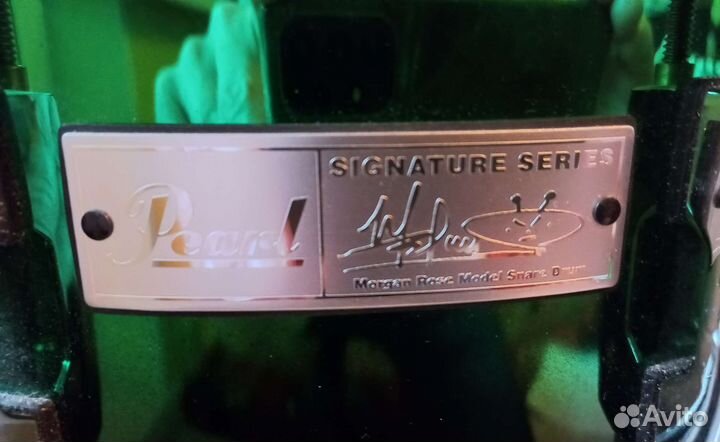 Pearl
SIGNATURE SERIES
Morgan Rose Model Snare Drum
Avito